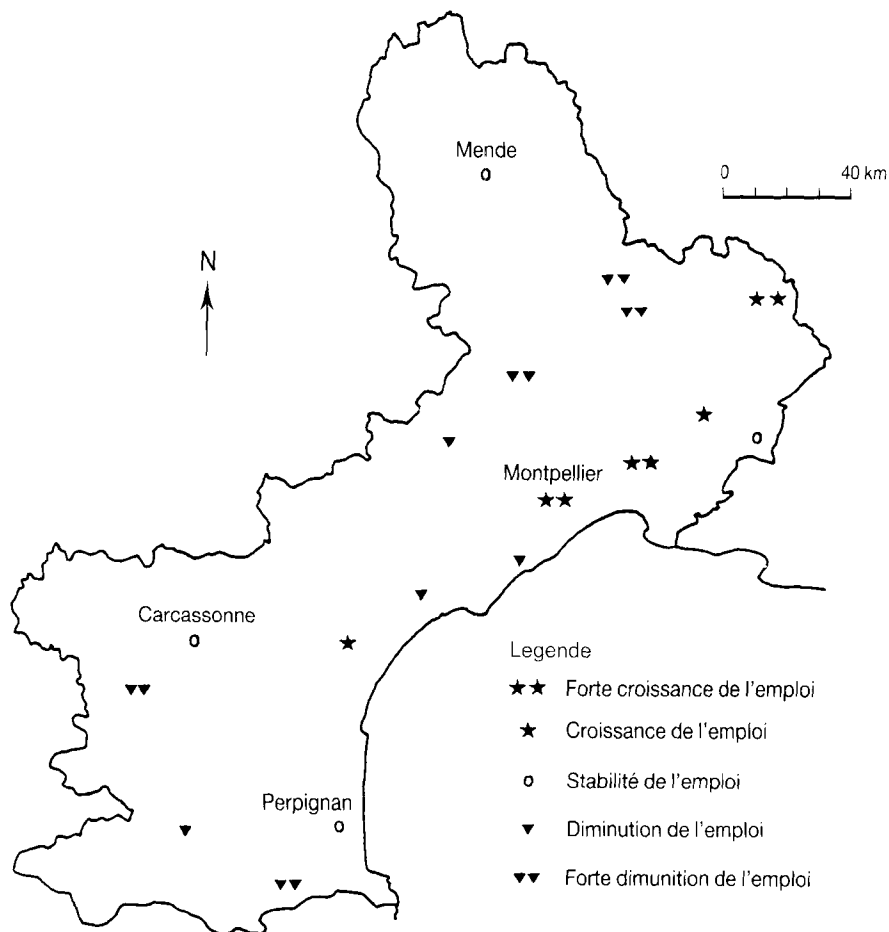 Mende
0 40 km
N
Montpellier
Carcassonne
Perpignan
Legende
Forte croissance de l'emploi
Croissance de l'emploi
Stabilité de l'emploi
Diminution de l'emploi
Forte dimunition de l'emploi